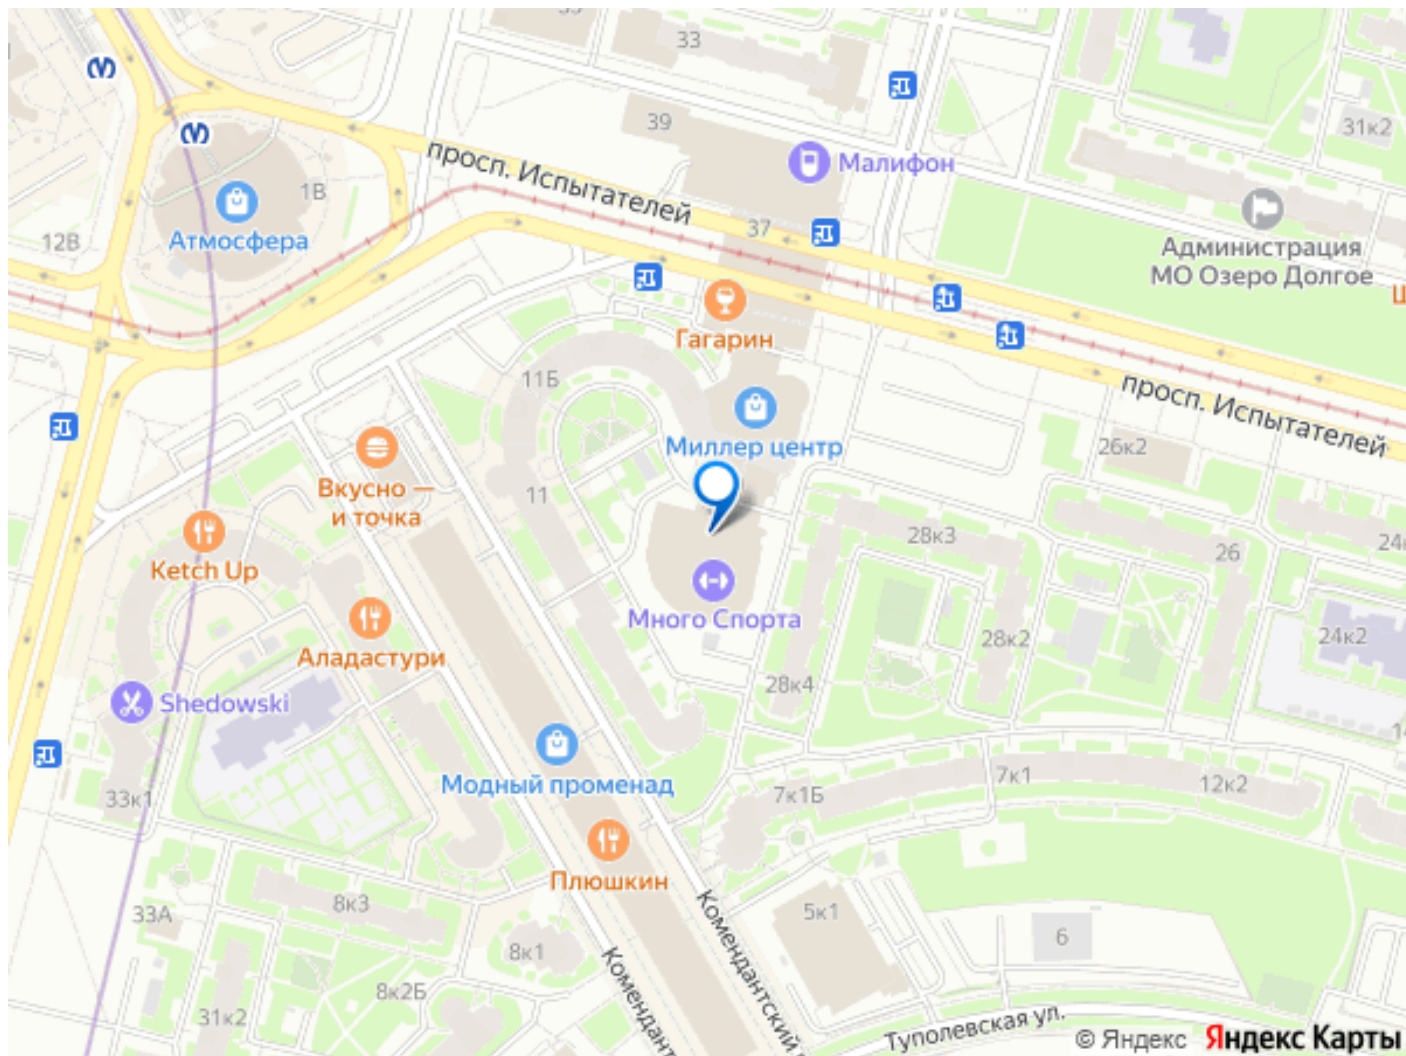 33
31к2
39
Малифон
просп. Испытателей
1В
Атмосфера
12В
37
Администрация
МО Озеро Долгое
Гагарин
11Б
просп. Испытателей
Миллер центр
26к2
Вкусно —
и точка
11
28к3
26
Ketch Up
Много Спорта
24к2
28к2
Аладастури
28к4
Shedowski
Модный променад
7к1
12к2
7к1Б
33к1
Плюшкин
8к3
33А
5к1
6
8к1
8к2Б
31к2
Комендантский
Туполевская ул.
© Яндекс Яндекс Карты